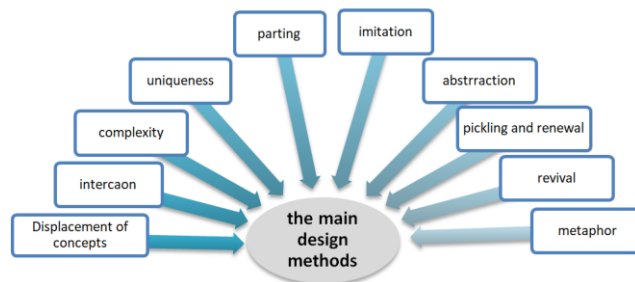 parting
imitation
uniqueness
abstrraction
complexity
pickling and renewal
intercaon
revival
Displacement of
concepts
metaphor
the main
design
methods